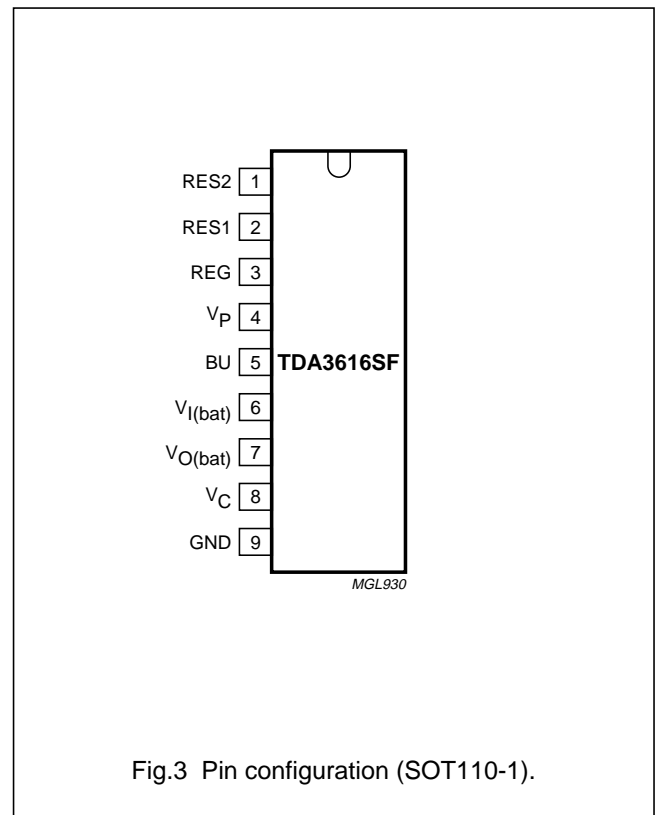 RES2 1
RES1 2
REG 3
VP 4
BU 5 TDA3616SF
VI(bat) 6
VO(bat) 7
VC 8
GND 9
MGL930
Fig.3 Pin configuration (SOT110-1).